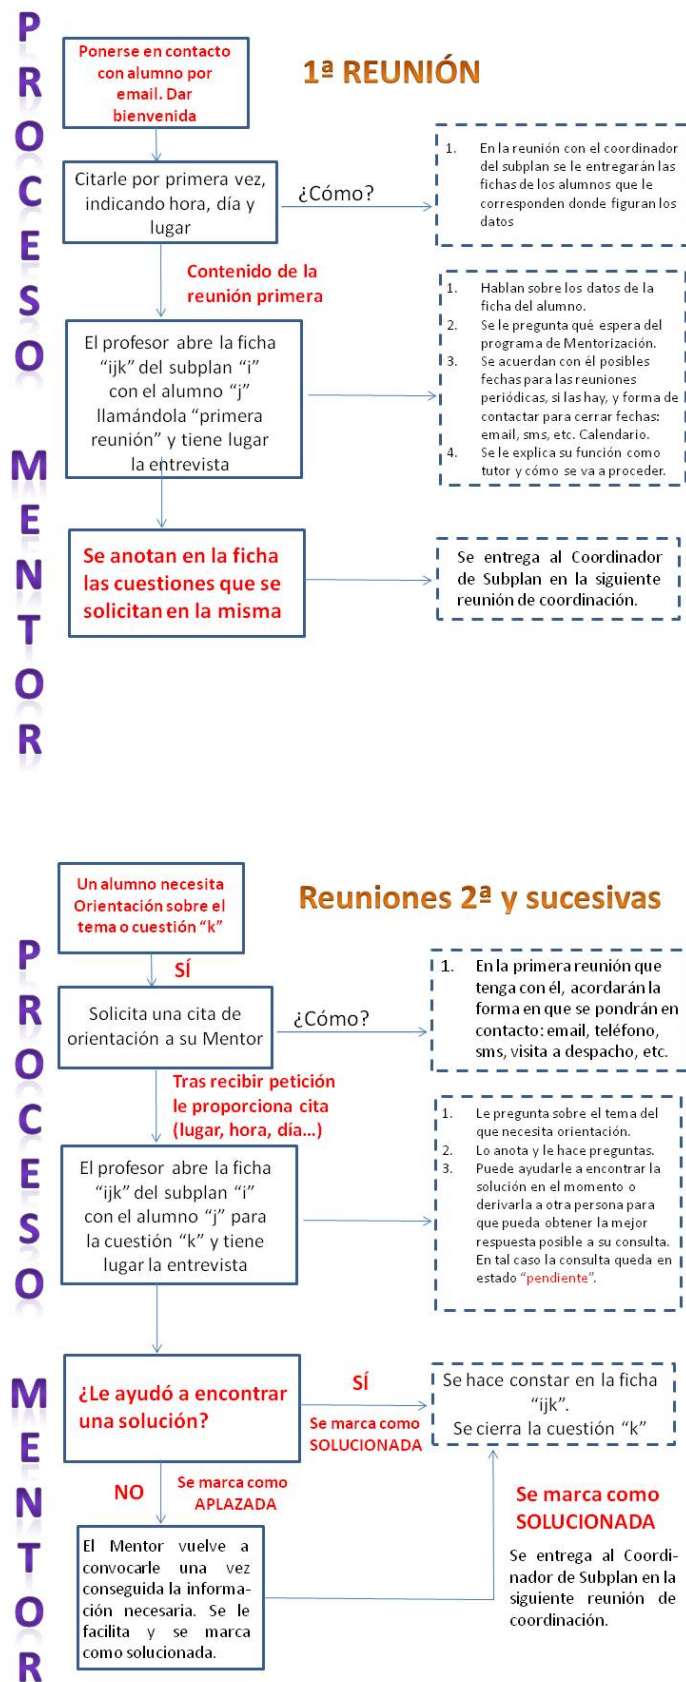 PROCESO MENTOR
1ª REUNIÓN
Ponerse en contacto
con alumno por
email. Dar
bienvenida
Citarle por primera vez,
indicando hora, día y
lugar
¿Cómo?
1. En la reunión con el coordinador
del subplan se le entregarán las
fichas de los alumnos que le
corresponden donde figuran los
datos
Contenido de la
reunión primera
El profesor abre la ficha
"ijk" del subplan "i"
con el alumno "j"
llamándola "primera
reunión" y tiene lugar
la entrevista
1. Hablan sobre los datos de la
ficha del alumno.
2. Se le pregunta qué espera del
programa de Mentorización.
3. Se acuerdan con él posibles
fechas para las reuniones
periódicas, si las hay, y forma de
contactar para cerrar fechas:
email, sms, etc. Calendario.
4. Se le explica su función como
tutor y cómo se va a proceder.
Se anotan en la ficha
las cuestiones que se
solicitan en la misma
Se entrega al Coordinador
de Subplan en la siguiente
reunión de coordinación.
PROCESO MENTOR
Reuniones 2ª y sucesivas
Un alumno necesita
Orientación sobre el
tema o cuestión "k"
SÍ
Solicita una cita de
orientación a su Mentor
¿Cómo?
1. En la primera reunión que
tenga con él, acordarán la
forma en que se pondrán en
contacto: email, teléfono,
sms, visita a despacho, etc.
Tras recibir petición
le proporciona cita
(lugar, hora, día...)
El profesor abre la ficha
"ijk" del subplan "i"
con el alumno "j" para
la cuestión "k" y tiene
lugar la entrevista
1. Le pregunta sobre el tema del
que necesita orientación.
2. Lo anota y le hace preguntas.
3. Puede ayudarle a encontrar la
solución en el momento o
derivarla a otra persona para
que pueda obtener la mejor
respuesta posible a su consulta.
En tal caso la consulta queda en
estado "pendiente".
¿Le ayudó a encontrar
una solución?
SÍ
Se marca como
SOLUCIONADA
Se hace constar en la ficha
"ijk".
Se cierra la cuestión "k"
NO
Se marca como
APLAZADA
El Mentor vuelve a
convocarle una vez
conseguida la informa-
ción necesaria. Se le
facilita y se marca
como solucionada.
Se marca como
SOLUCIONADA
Se entrega al Coordi-
nador de Subplan en la
siguiente reunión de
coordinación.